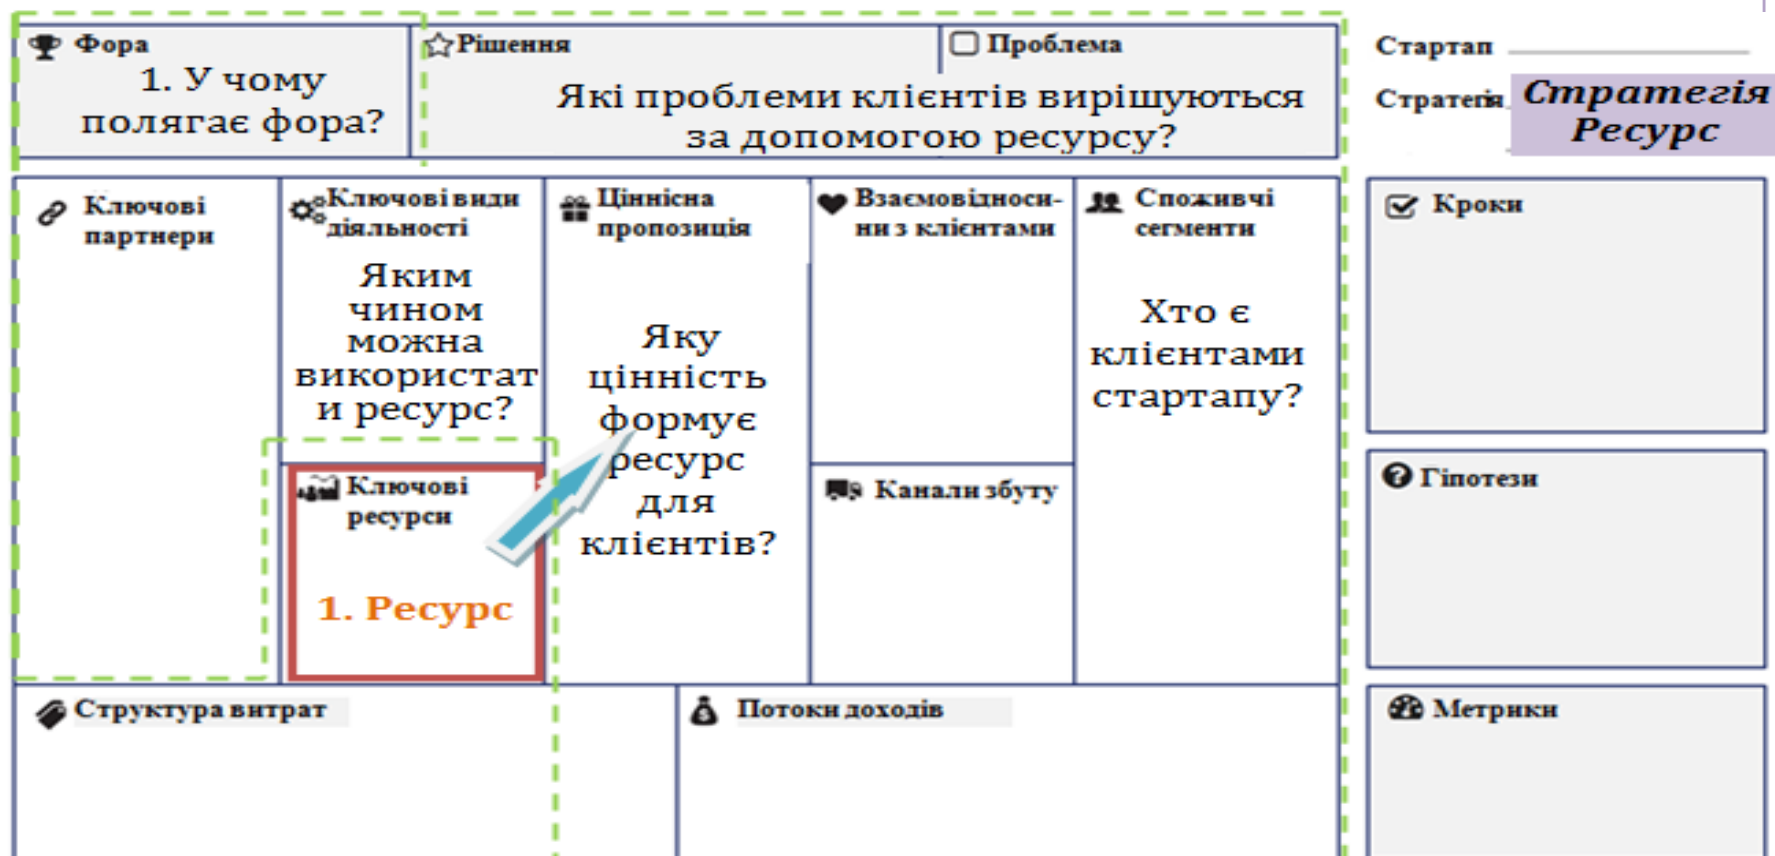 Фора
1. У чому
полягає фора?
Рішення
Проблема
Які проблеми клієнтів вирішуються
за допомогою ресурсу?
Стартап
Стратегія
Стратегія
Ресурс
Ключові
партнери
Ключові види
діяльності
Яким
чином
можна
використат
и ресурс?
Ключові
ресурси
1. Ресурс
Ціннісна
пропозиція
Яку
цінність
формує
ресурс
для
клієнтів?
Взаємовідноси-
ни з клієнтами
Канали збуту
Споживчі
сегменти
Хто є
клієнтами
стартапу?
Кроки
Гіпотези
Структура витрат
Потоки доходів
Метрики